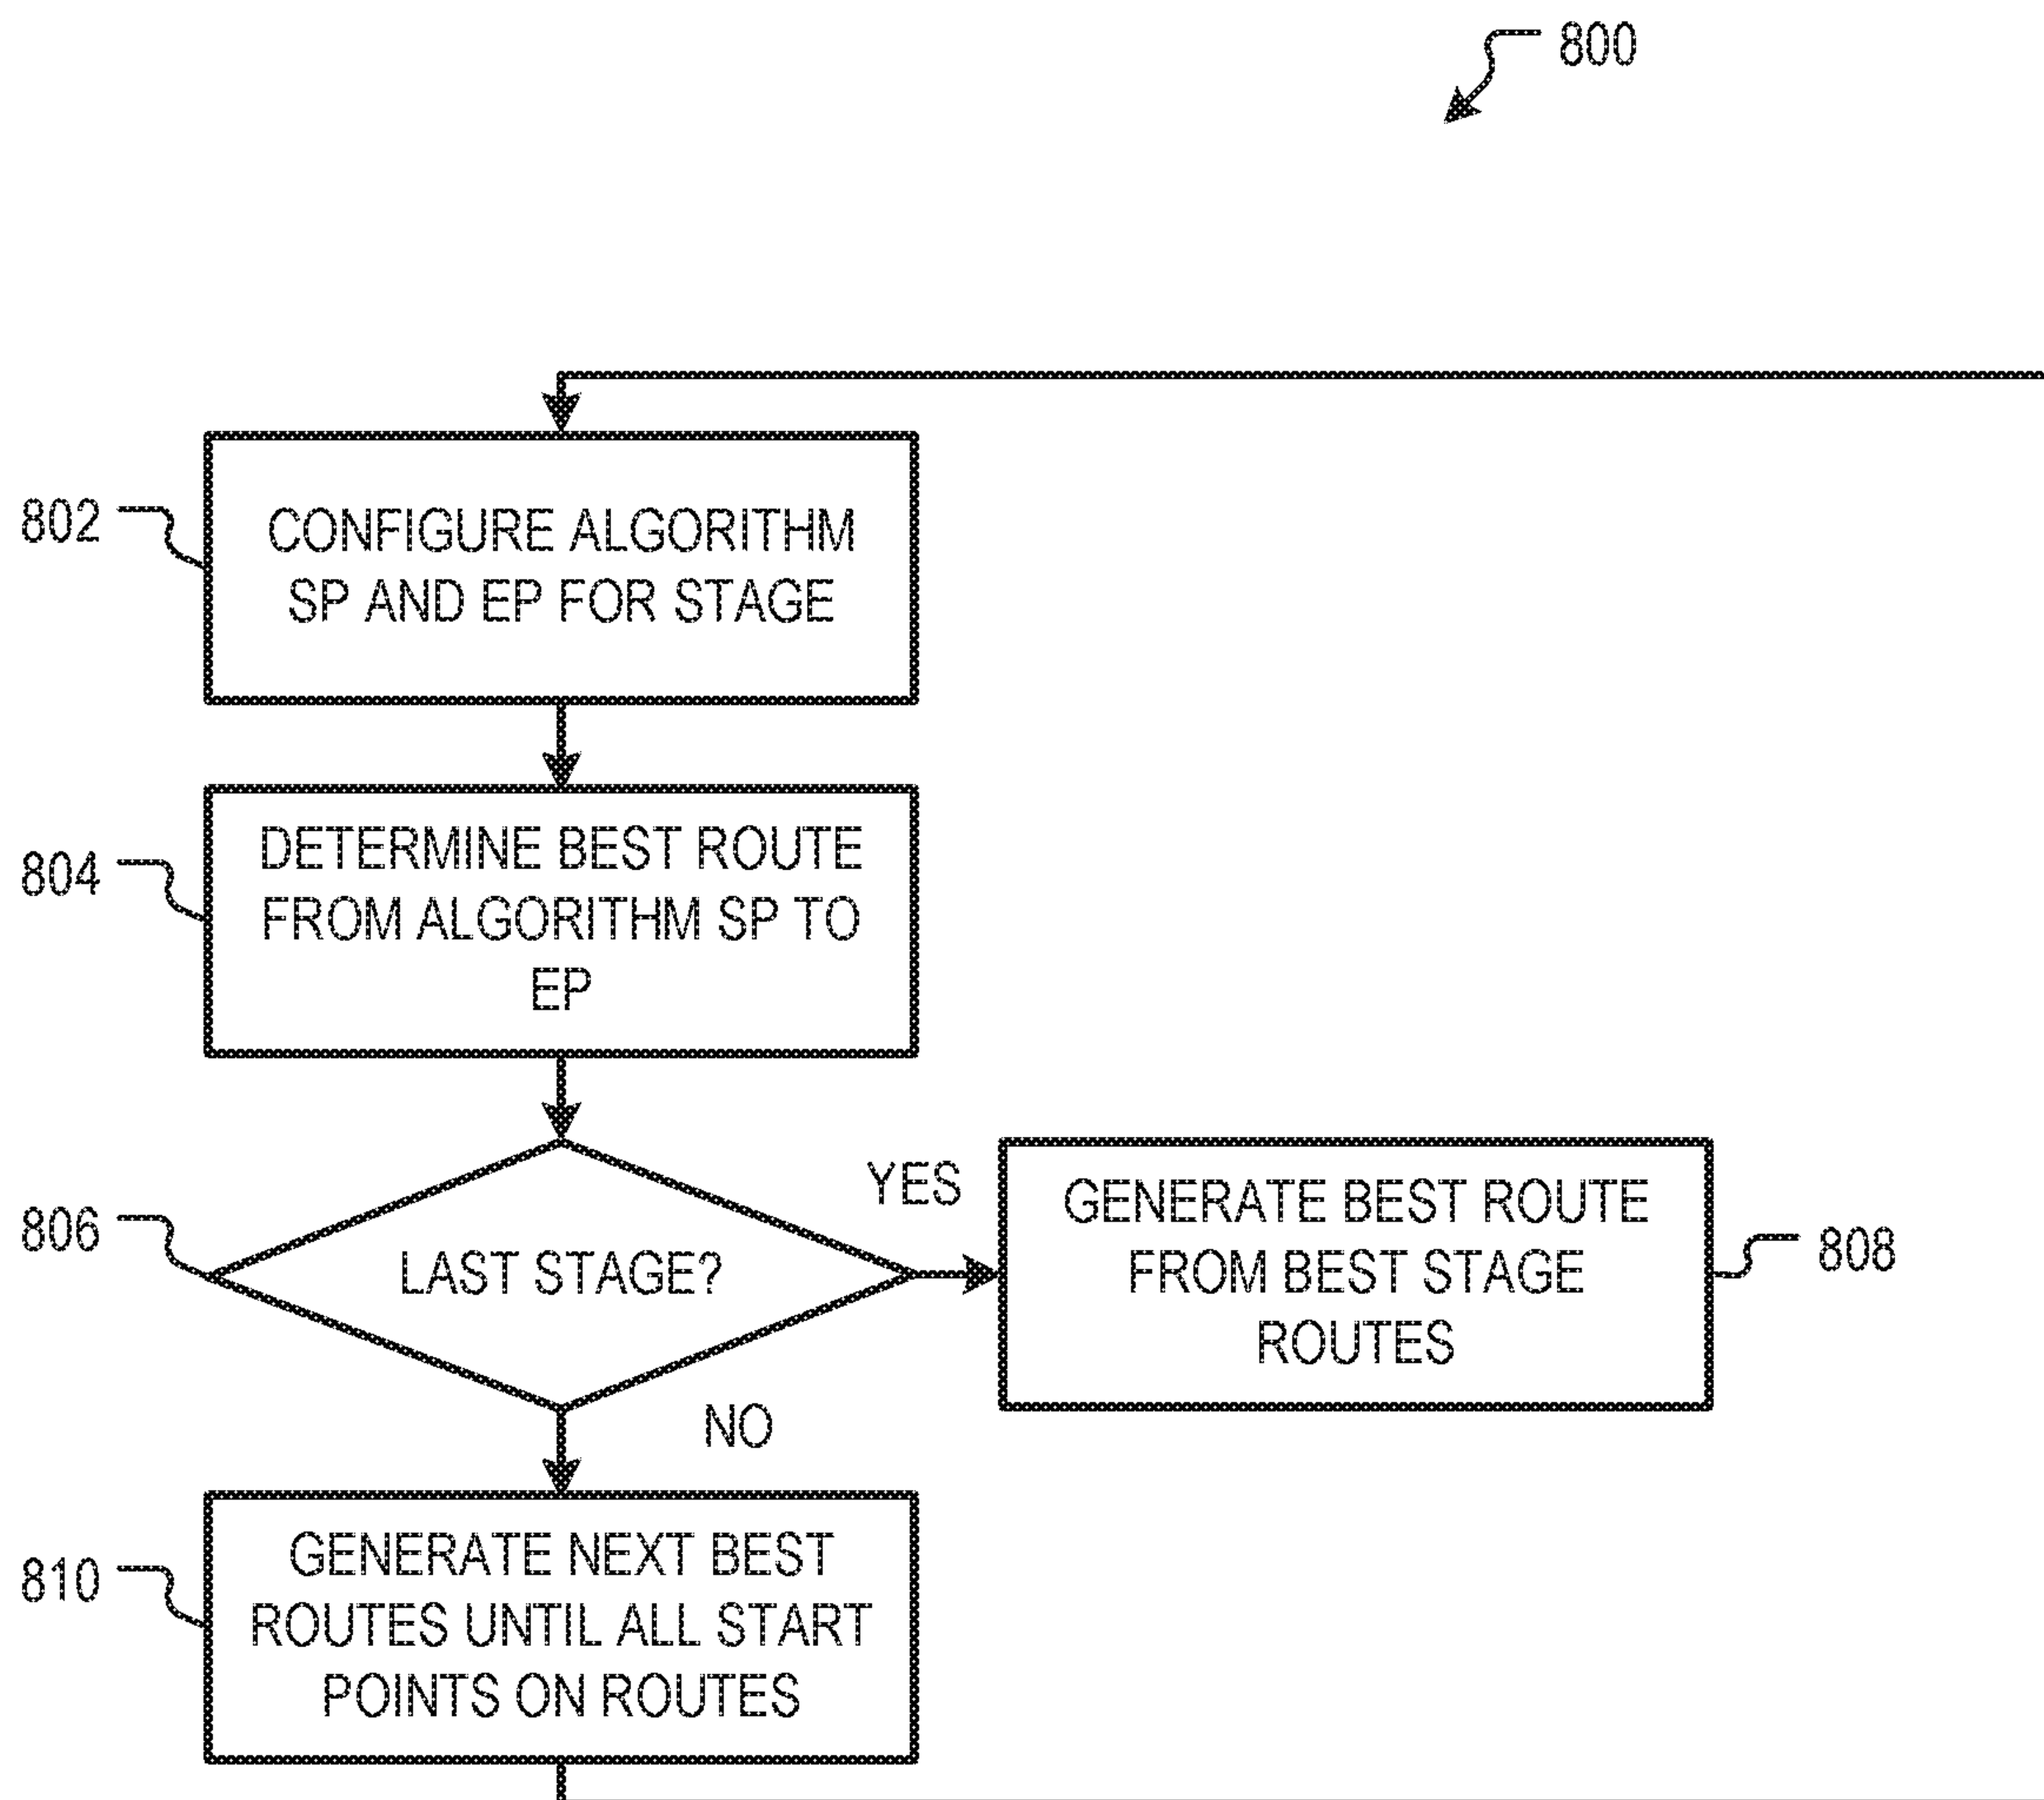 800
802
CONFIGURE ALGORITHM
SP AND EP FOR STAGE
804
DETERMINE BEST ROUTE
FROM ALGORITHM SP TO
EP
806
LAST STAGE?
YES
GENERATE BEST ROUTE
FROM BEST STAGE
ROUTES
808
NO
810
GENERATE NEXT BEST
ROUTES UNTIL ALL START
POINTS ON ROUTES